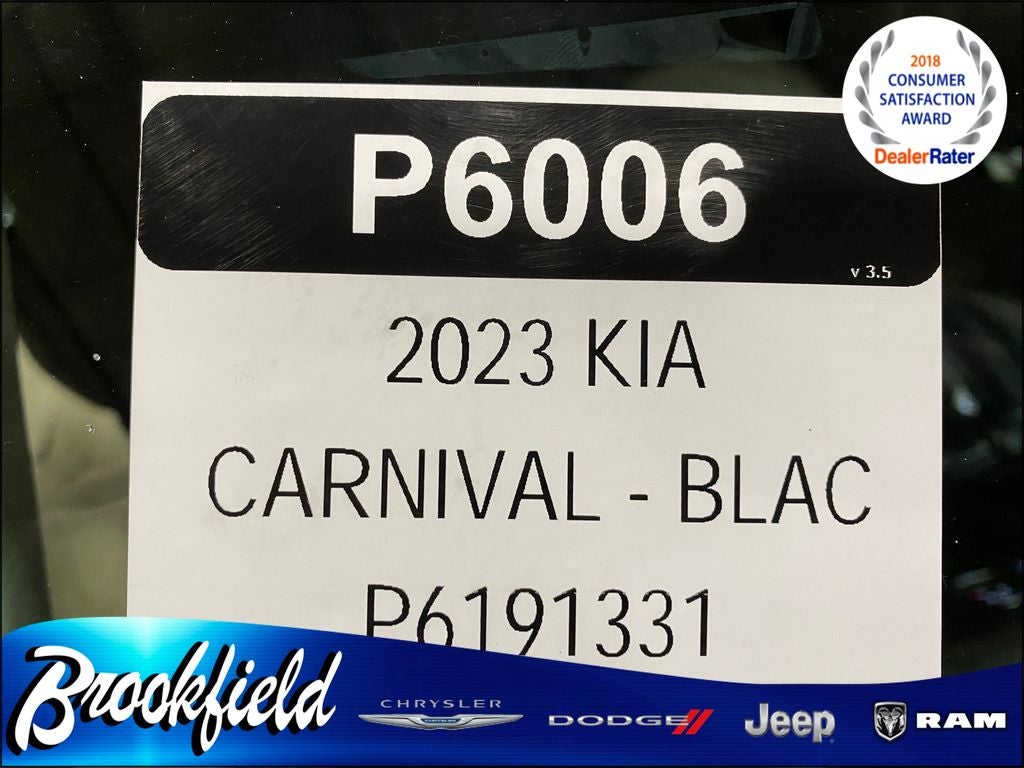 2018
CONSUMER
SATISFACTION
AWARD
DealerRater
P6006
v 3.5
2023 KIA
CARNIVAL - BLAC
P6191331
Brookfield
CHRYSLER
DODGE
Jeep
RAM